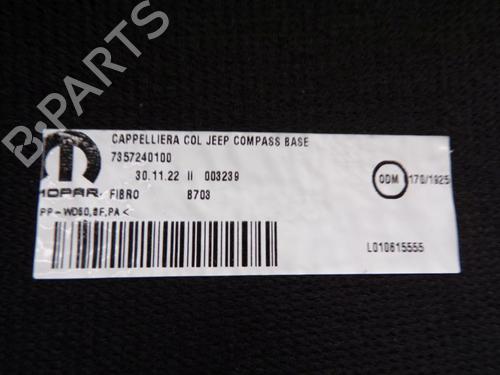 CAPPELLIERA COL JEEP COMPASS BASE
7357240100
30.11.22 II 003239
ODM 170/1925
MOPAR FIBRO B703
PP-WD50,BF,PA<
L010815555
B-PARTS